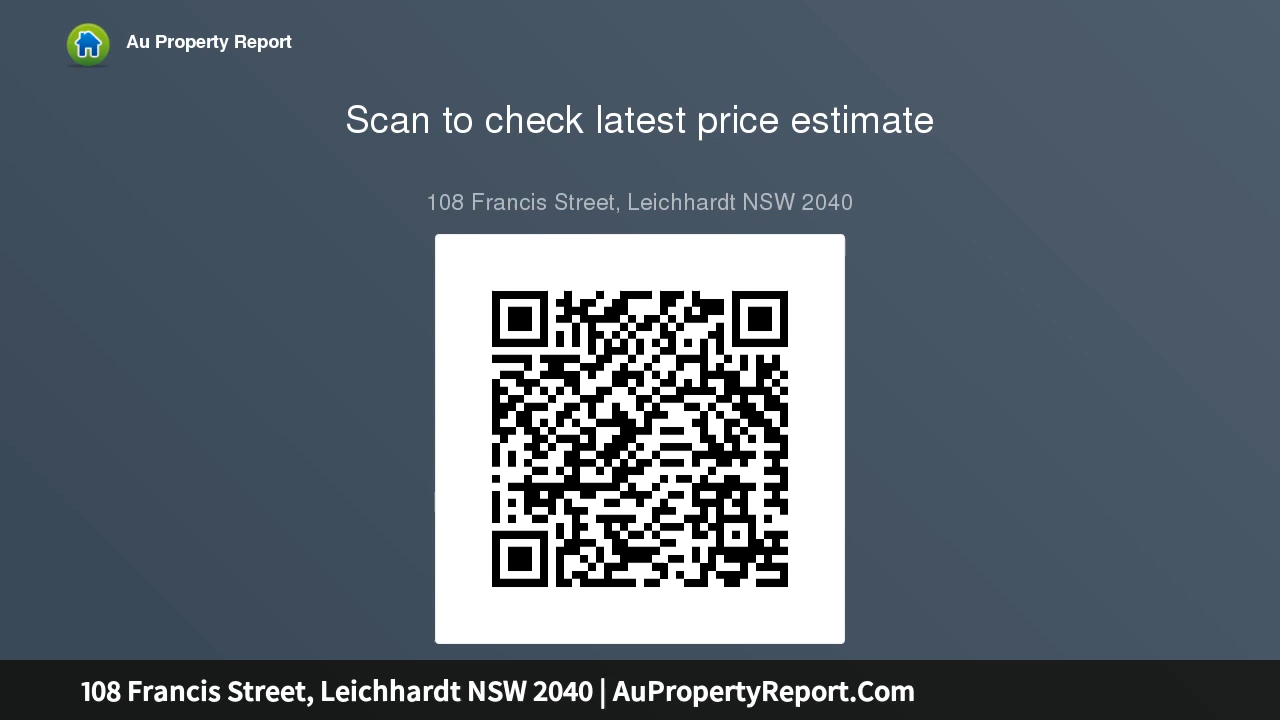 Au Property Report
Scan to check latest price estimate
108 Francis Street, Leichhardt NSW 2040
108 Francis Street, Leichhardt NSW 2040 | AuPropertyReport.Com